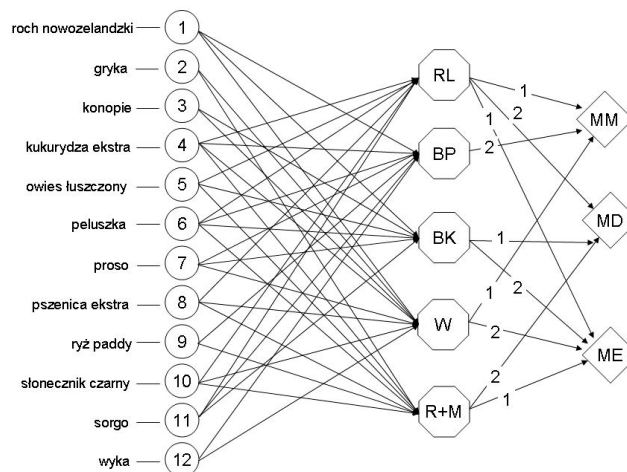 roch nowozelandzki 1
gryka 2
konopie 3
kukurydza ekstra 4
owies łuszczony 5
peluszka 6
proso 7
pszenica ekstra 8
ryż paddy 9
słonecznik czarny 10
sorgo 11
wyka 12
RL
BP
BK
W
R+M
1
1
2
2
1
2
1
2
2
1
MM
MD
ME